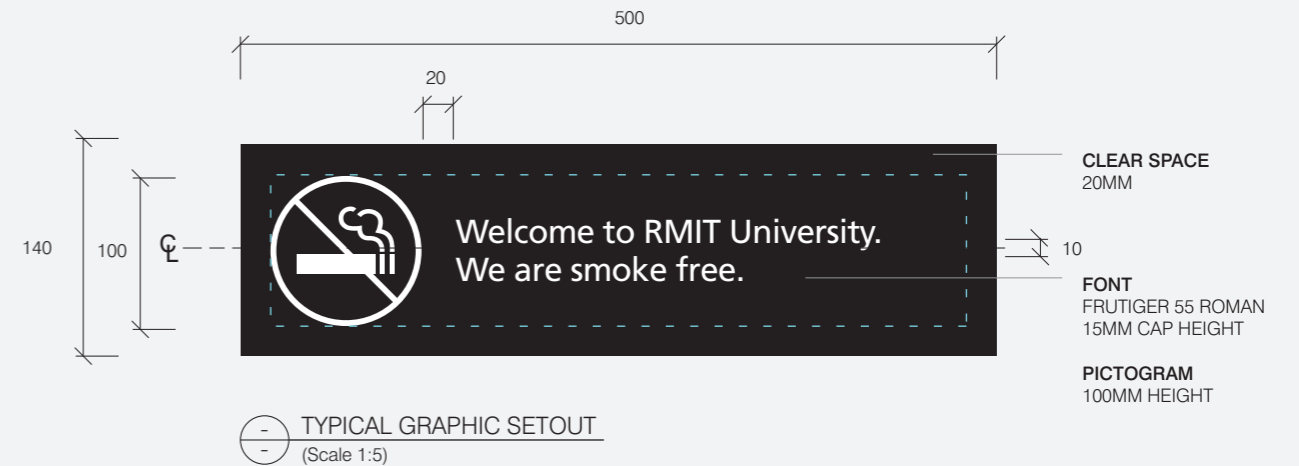 500
20
140
100
℄
Welcome to RMIT University.
We are smoke free.
CLEAR SPACE
20MM
10
FONT
FRUTIGER 55 ROMAN
15MM CAP HEIGHT
PICTOGRAM
100MM HEIGHT
-
-
TYPICAL GRAPHIC SETOUT
(Scale 1:5)